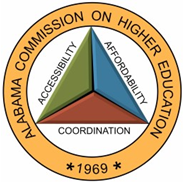 ALABAMA COMMISSION ON HIGHER EDUCATION
ACCESSIBILITY
AFFORDABILITY
COORDINATION
*1969*